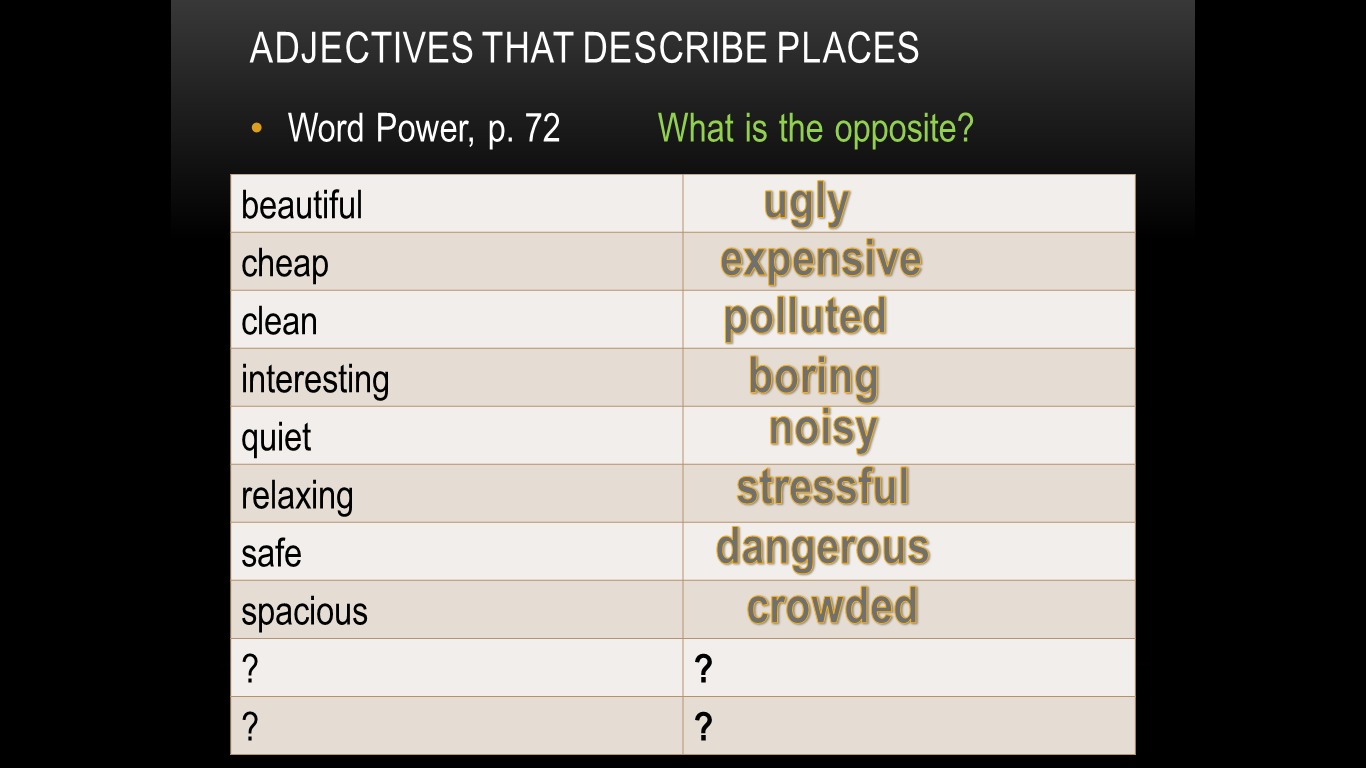 ADJECTIVES THAT DESCRIBE PLACES
• Word Power, p. 72 What is the opposite?
beautiful ugly
cheap expensive
clean polluted
interesting boring
quiet noisy
relaxing stressful
safe dangerous
spacious crowded
? ?
? ?